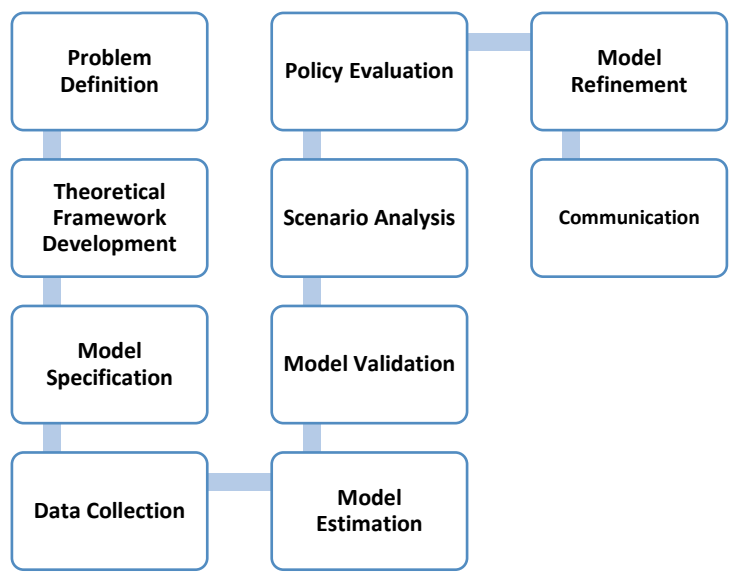 Problem
Definition
Theoretical
Framework
Development
Model
Specification
Data Collection
Model
Estimation
Model Validation
Scenario Analysis
Policy Evaluation
Model
Refinement
Communication